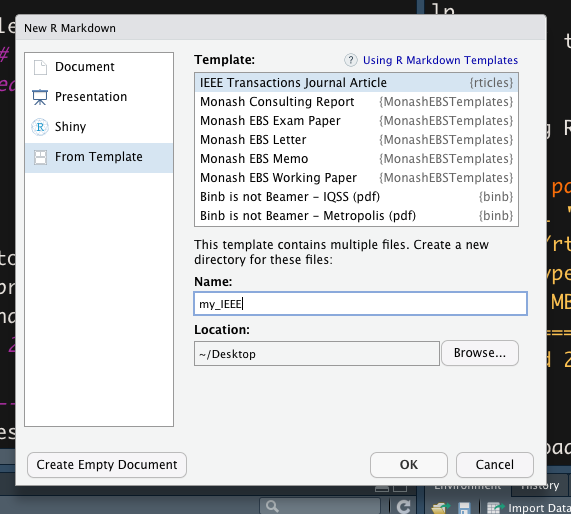 New R Markdown
Document
Presentation
Shiny
From Template
Template:
? Using R Markdown Templates
IEEE Transactions Journal Article {rticles}
Monash Consulting Report {MonashEBSTemplates}
Monash EBS Exam Paper {MonashEBSTemplates}
Monash EBS Letter {MonashEBSTemplates}
Monash EBS Memo {MonashEBSTemplates}
Monash EBS Working Paper {MonashEBSTemplates}
Binb is not Beamer - IQSS (pdf) {binb}
Binb is not Beamer - Metropolis (pdf) {binb}
This template contains multiple files. Create a new
directory for these files:
Name:
my_IEEE
Location:
~/Desktop
Browse...
Create Empty Document
OK
Cancel
Environment
History
Import Data